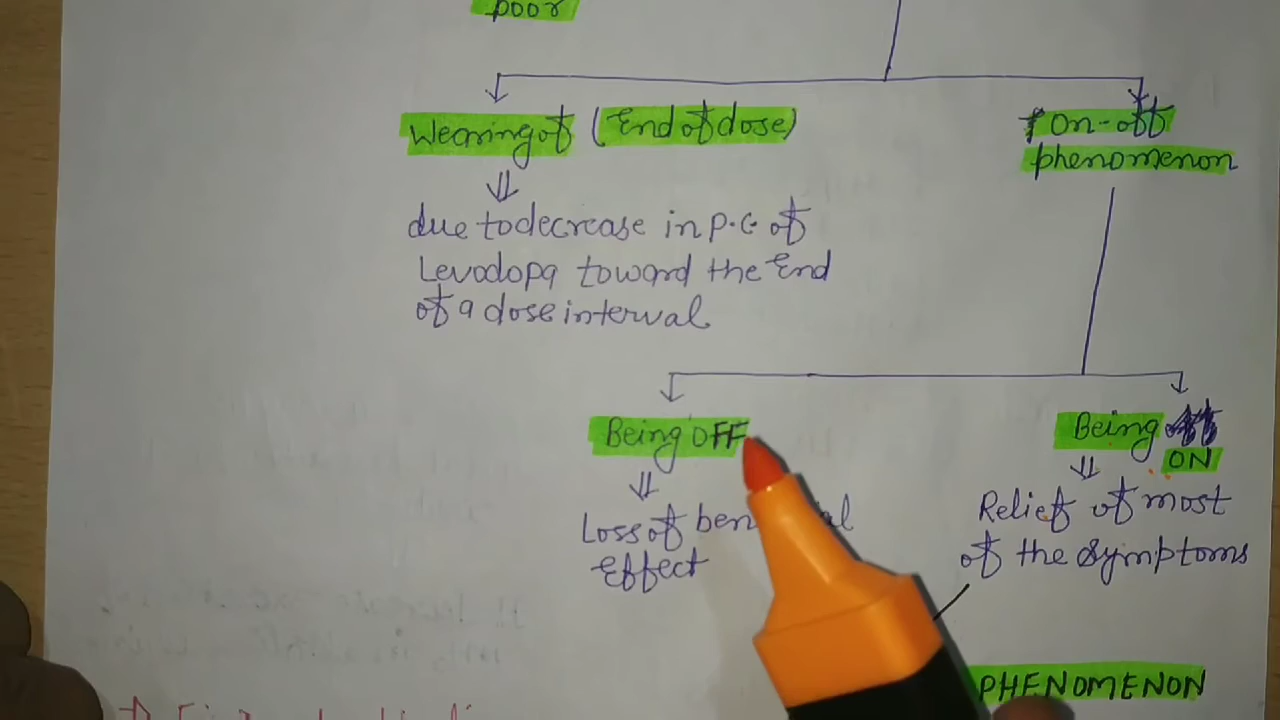 poor
Wearing of (End of dose)
On-off
phenomenon
due to decrease in p.c of
Levodopa toward the End
of a dose interval
Being OFF
Being
ON
Loss of
Effect
Relief of most
of the symptoms
PHENOMENON